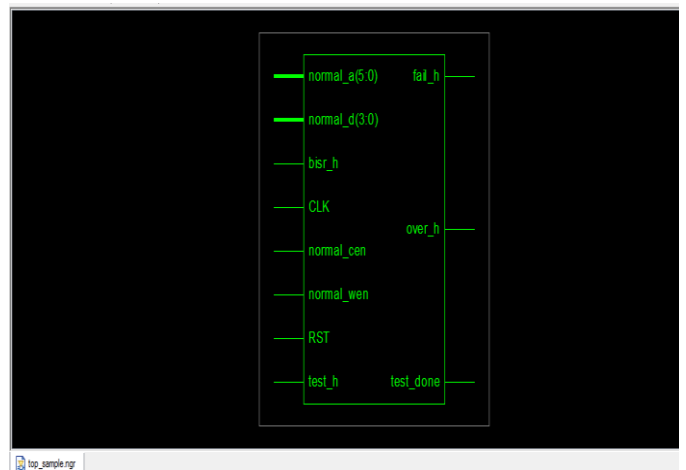 normal_a(5:0) fail_h
normal_d(3:0)
bisr_h
CLK
over_h
normal_cen
normal_wen
RST
test_h test_done
top_sample.ngr